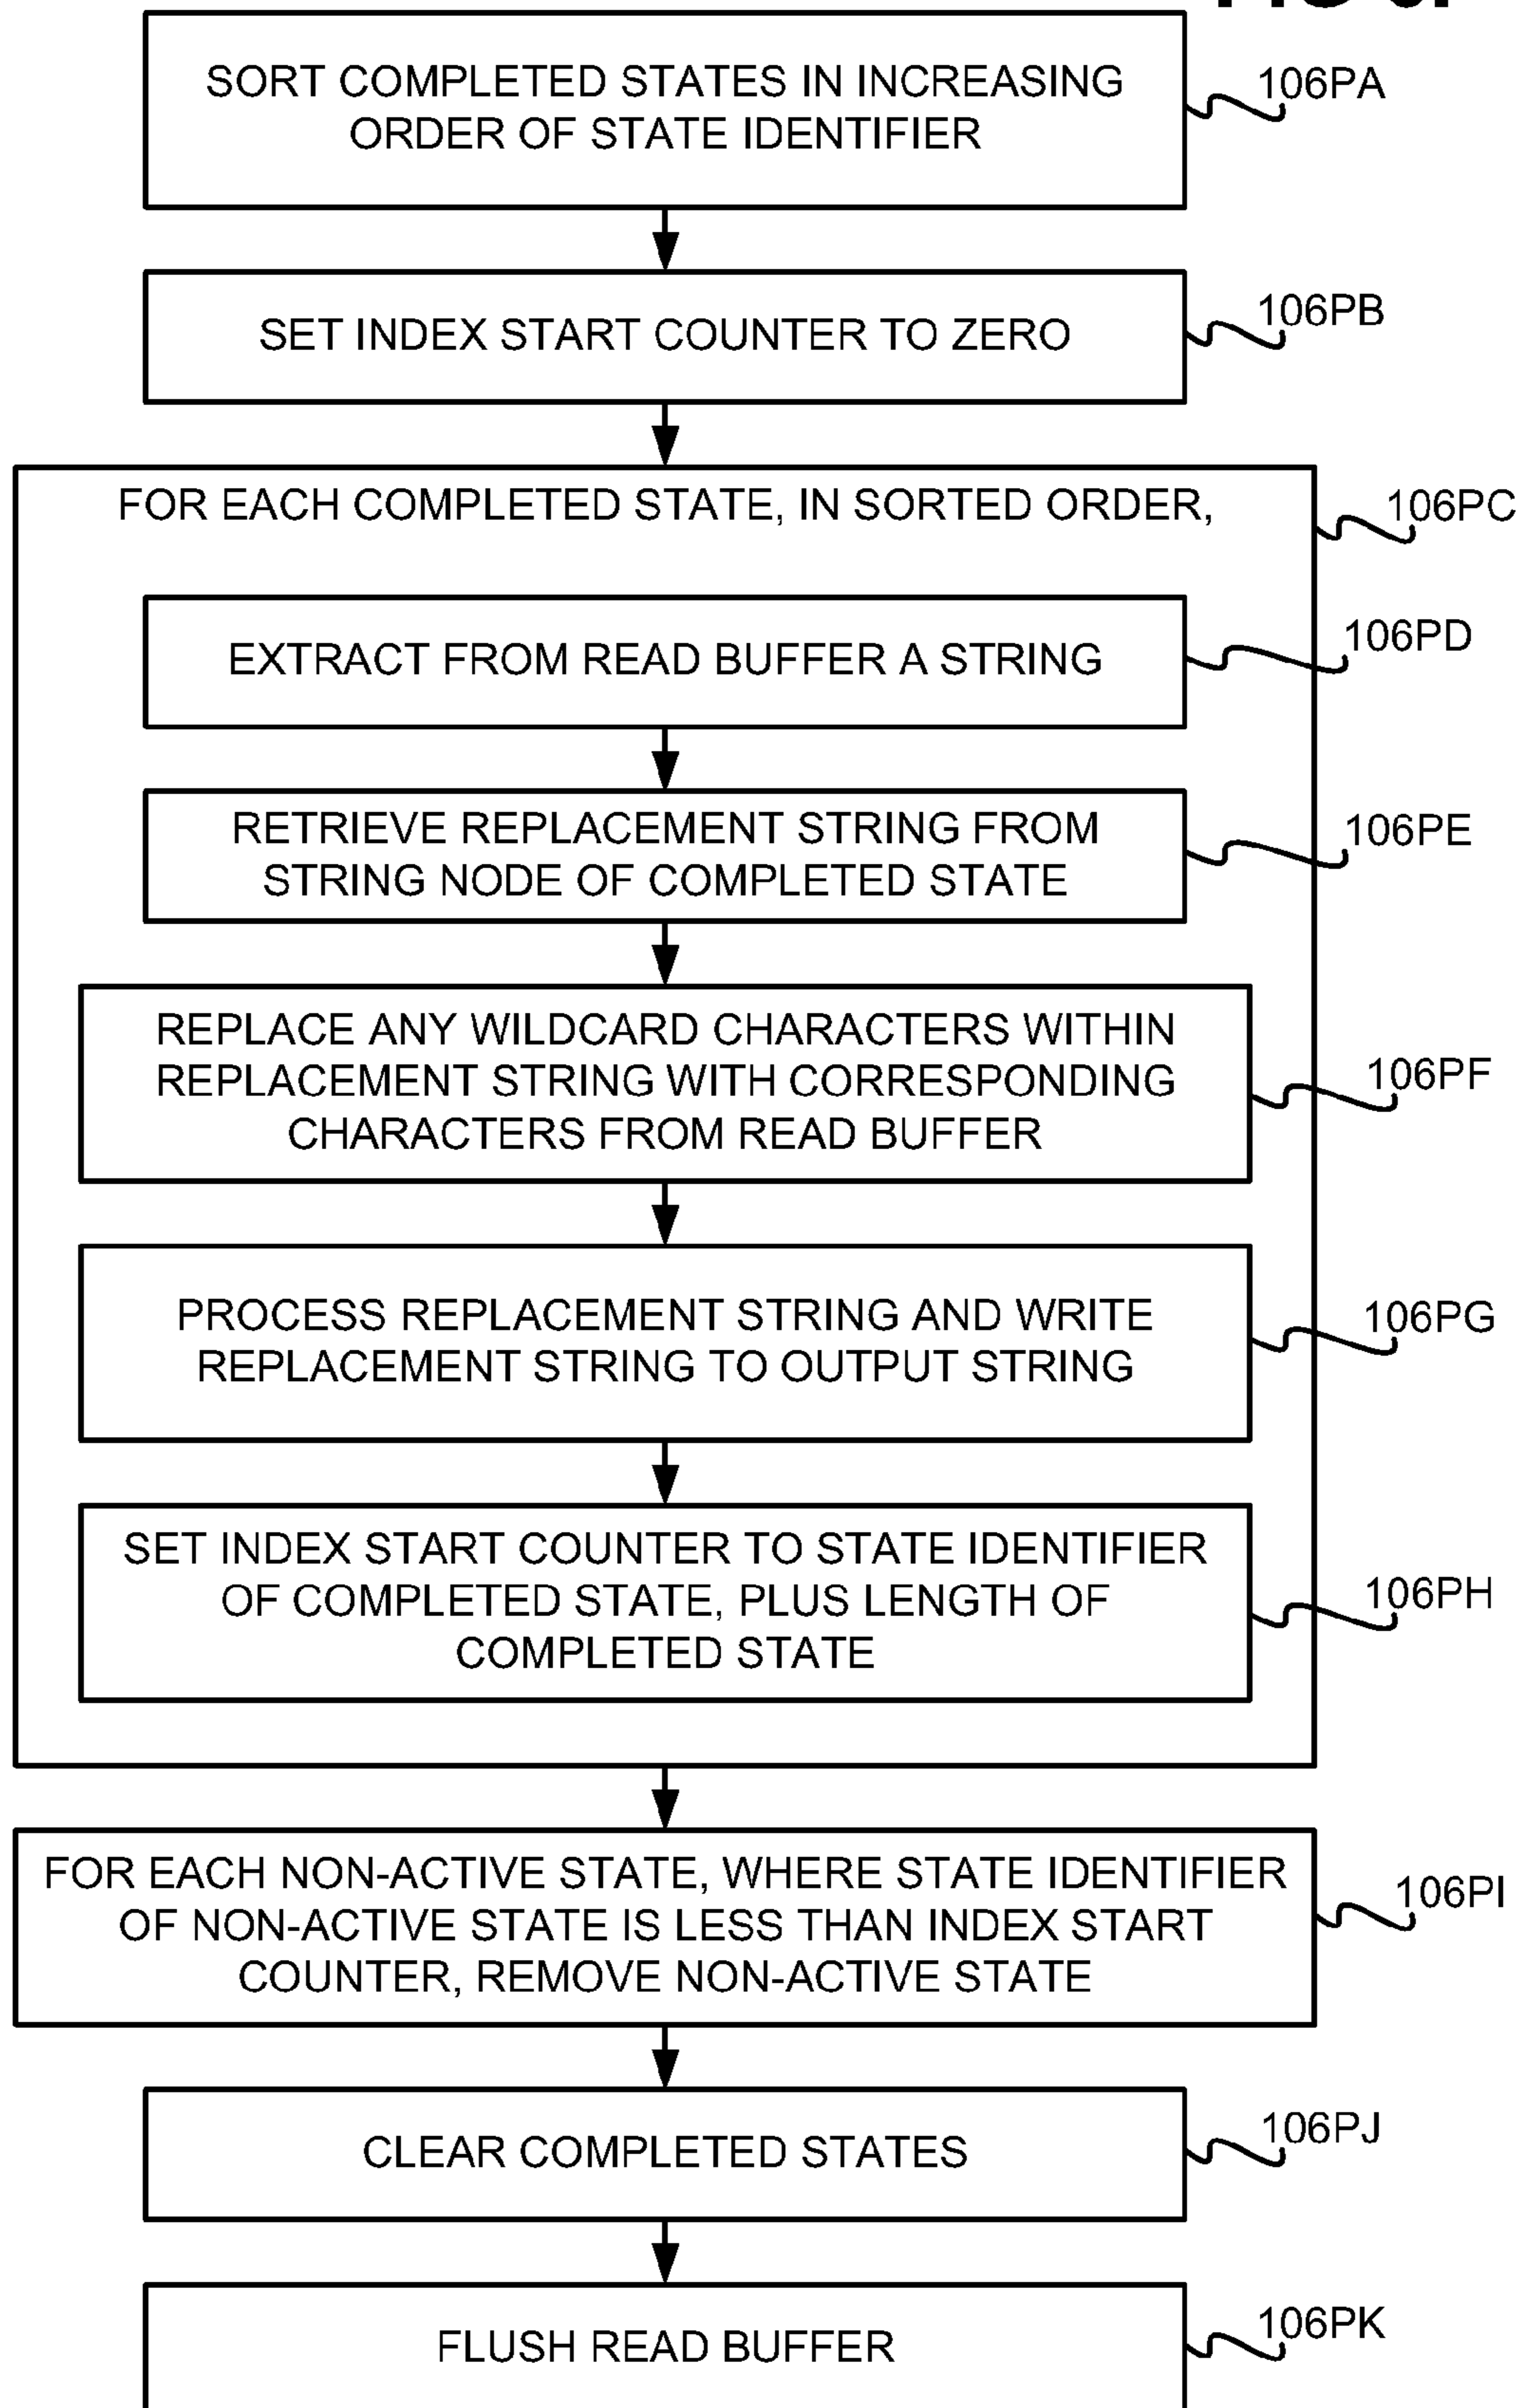 SORT COMPLETED STATES IN INCREASING
ORDER OF STATE IDENTIFIER
106PA
SET INDEX START COUNTER TO ZERO
106PB
FOR EACH COMPLETED STATE, IN SORTED ORDER,
106PC
EXTRACT FROM READ BUFFER A STRING
106PD
RETRIEVE REPLACEMENT STRING FROM
STRING NODE OF COMPLETED STATE
106PE
REPLACE ANY WILDCARD CHARACTERS WITHIN
REPLACEMENT STRING WITH CORRESPONDING
CHARACTERS FROM READ BUFFER
106PF
PROCESS REPLACEMENT STRING AND WRITE
REPLACEMENT STRING TO OUTPUT STRING
106PG
SET INDEX START COUNTER TO STATE IDENTIFIER
OF COMPLETED STATE, PLUS LENGTH OF
COMPLETED STATE
106PH
FOR EACH NON-ACTIVE STATE, WHERE STATE IDENTIFIER
OF NON-ACTIVE STATE IS LESS THAN INDEX START
COUNTER, REMOVE NON-ACTIVE STATE
106PI
CLEAR COMPLETED STATES
106PJ
FLUSH READ BUFFER
106PK